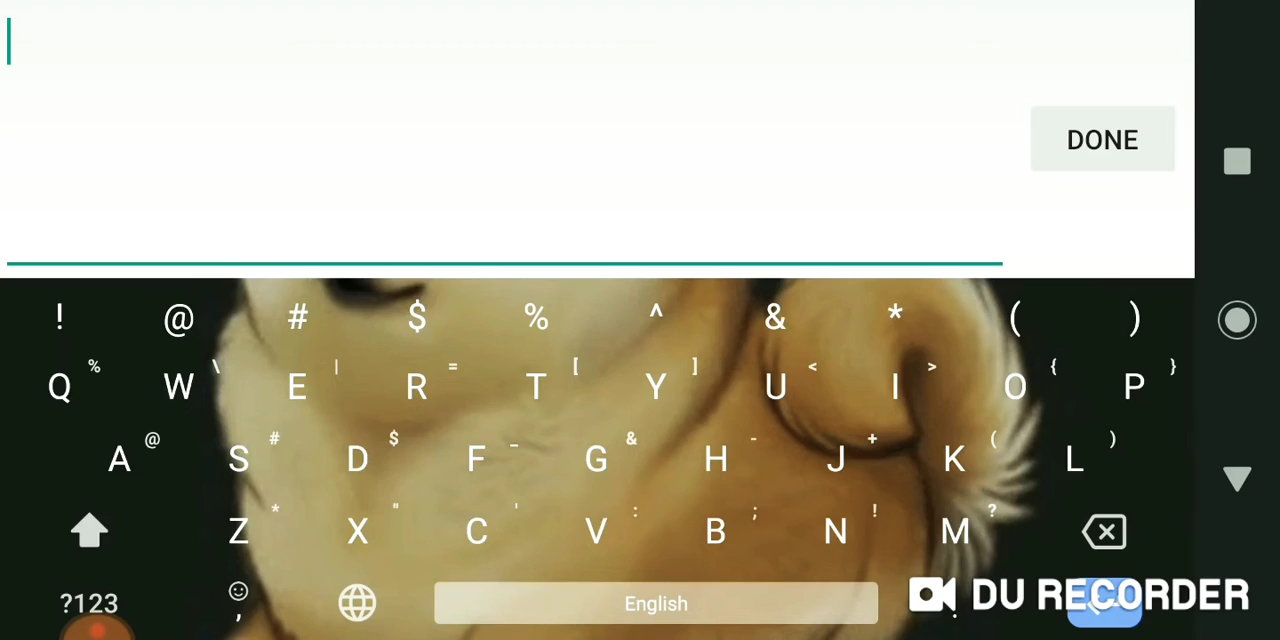 DONE
! @ # $ % ^ & * ( )
Q % W \ E | R = T [ Y ] U < I > O { P }
A @ S # D $ F _ G & H - J + K ( L )
Z * X " C ' V : B ; N ! M ?
?123 , English .
DU RECORDER